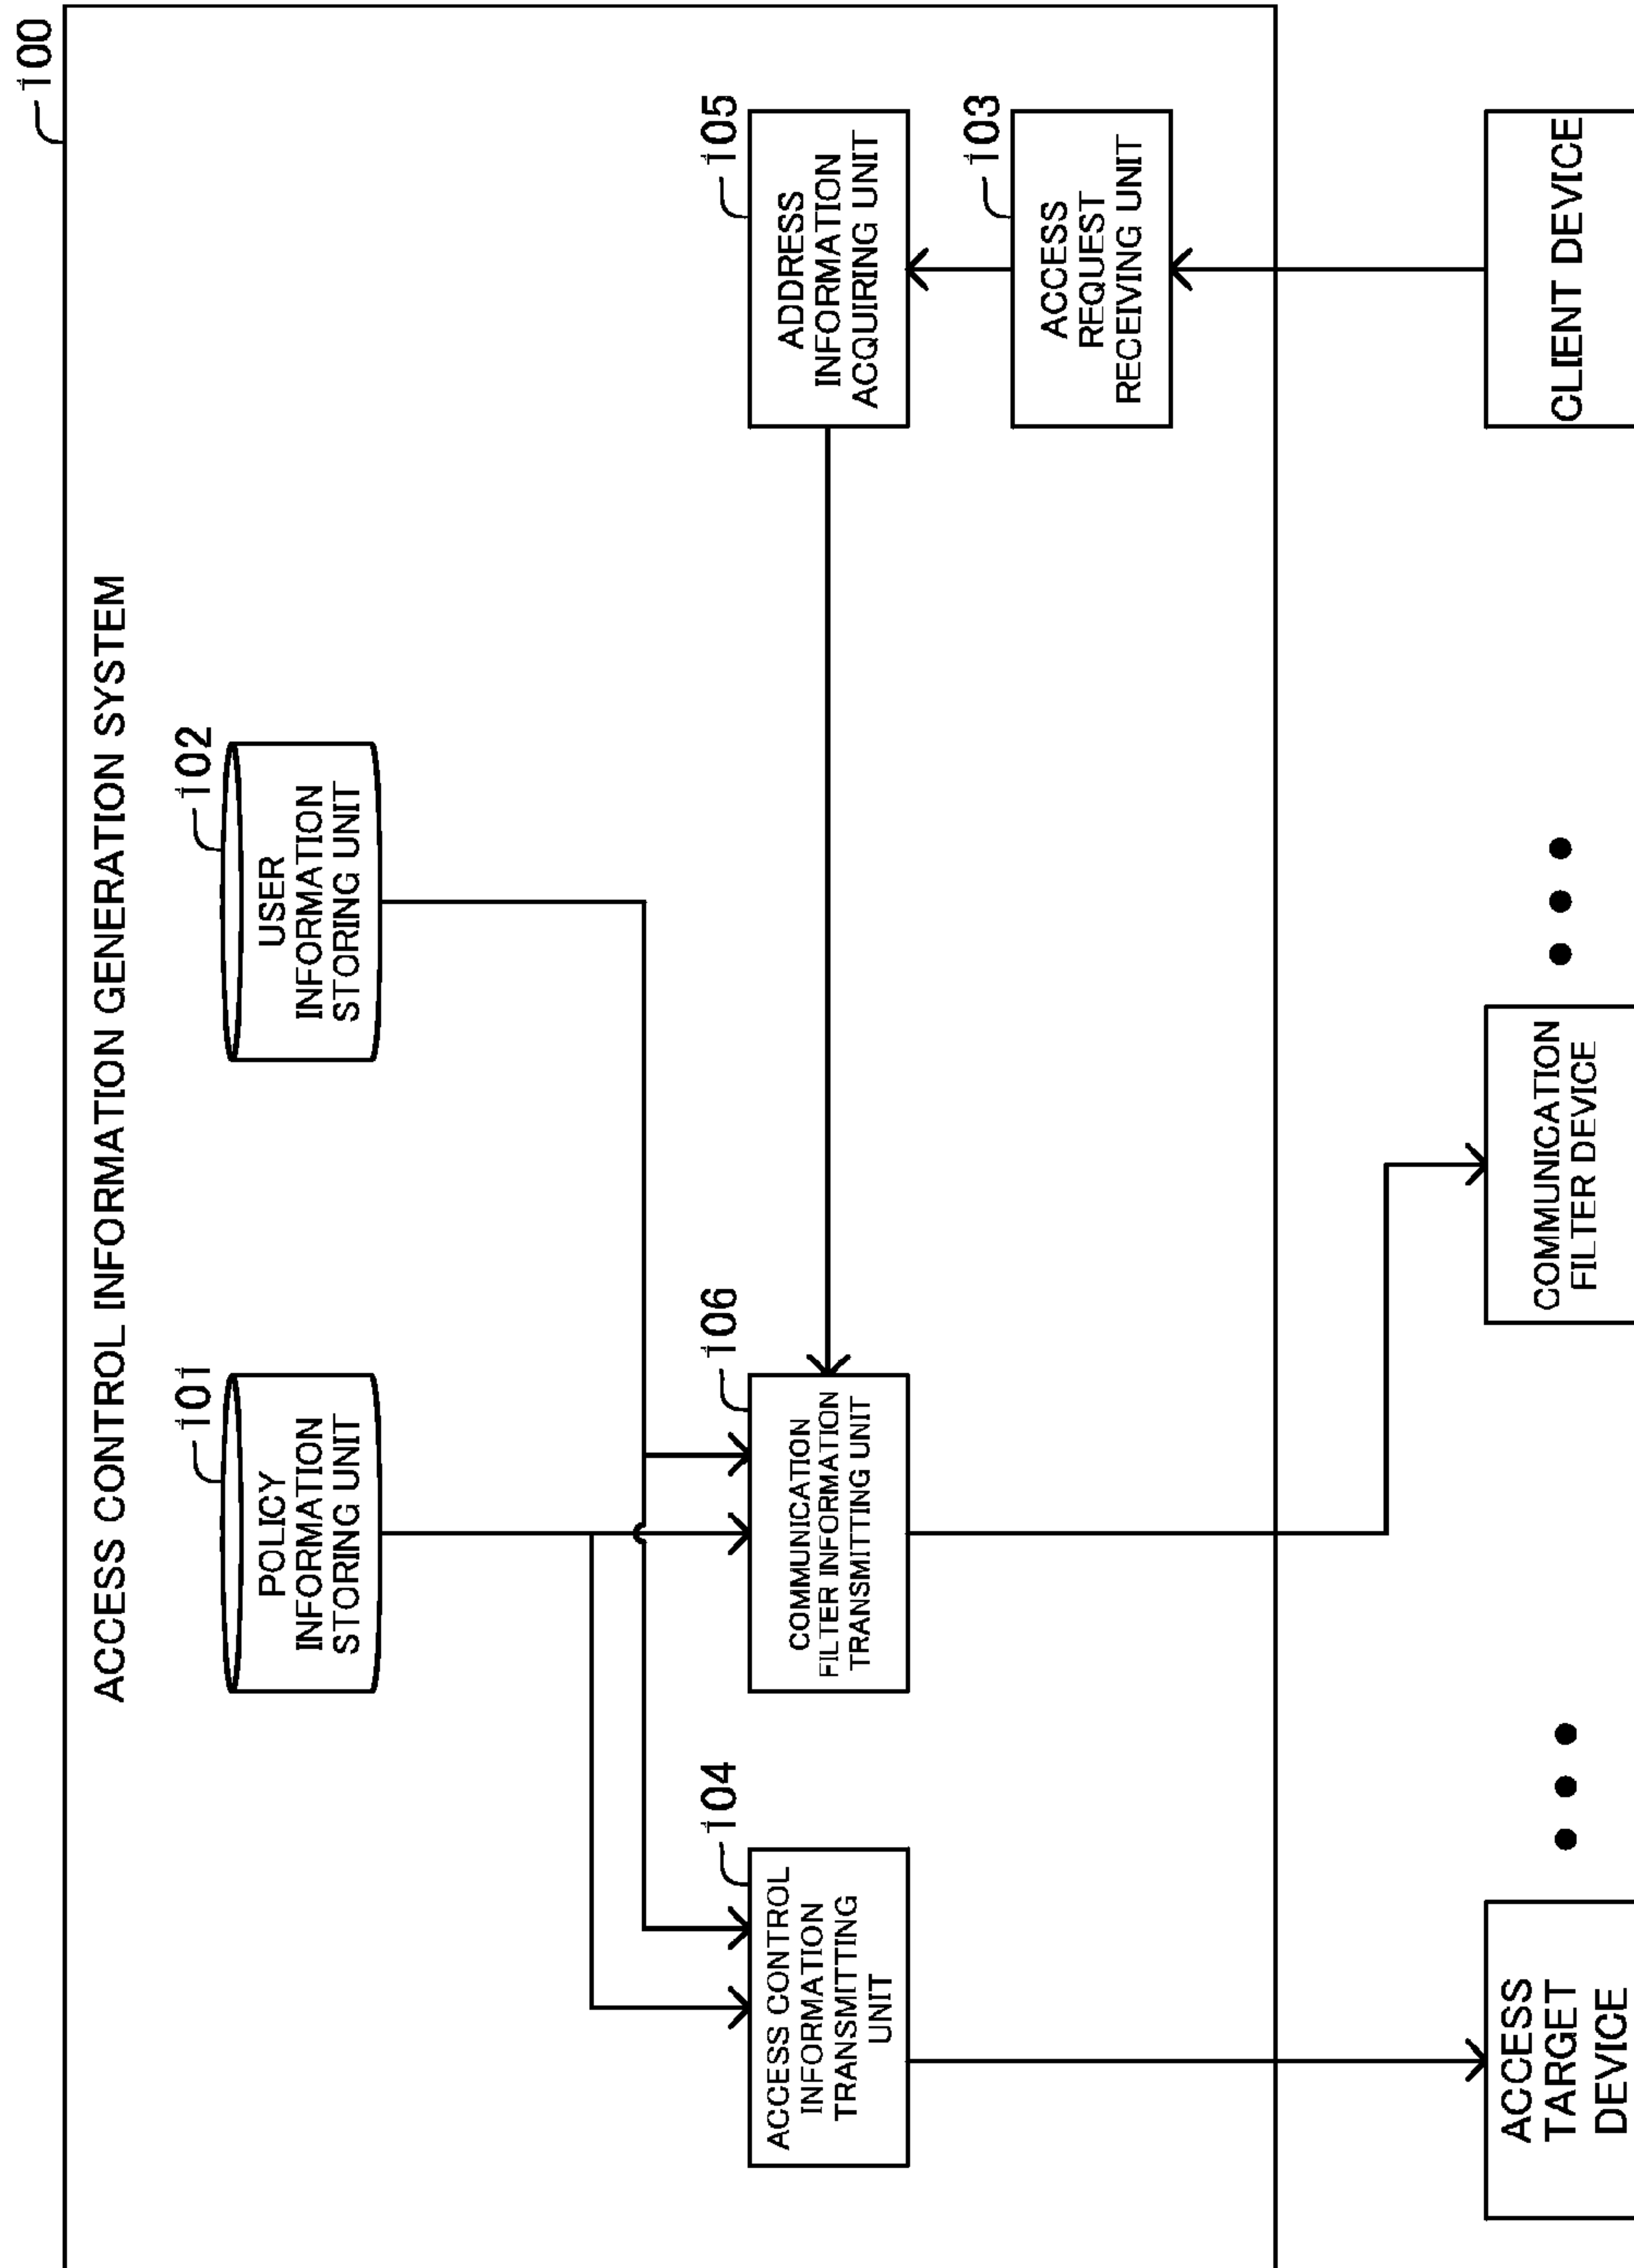 100
ACCESS CONTROL INFORMATION GENERATION SYSTEM
101
POLICY
INFORMATION
STORING UNIT
102
USER
INFORMATION
STORING UNIT
104
ACCESS CONTROL
INFORMATION
TRANSMITTING
UNIT
106
COMMUNICATION
FILTER INFORMATION
TRANSMITTING UNIT
105
ADDRESS
INFORMATION
ACQUIRING UNIT
103
ACCESS
REQUEST
RECEIVING UNIT
ACCESS
TARGET
DEVICE
COMMUNICATION
FILTER DEVICE
CLIENT DEVICE